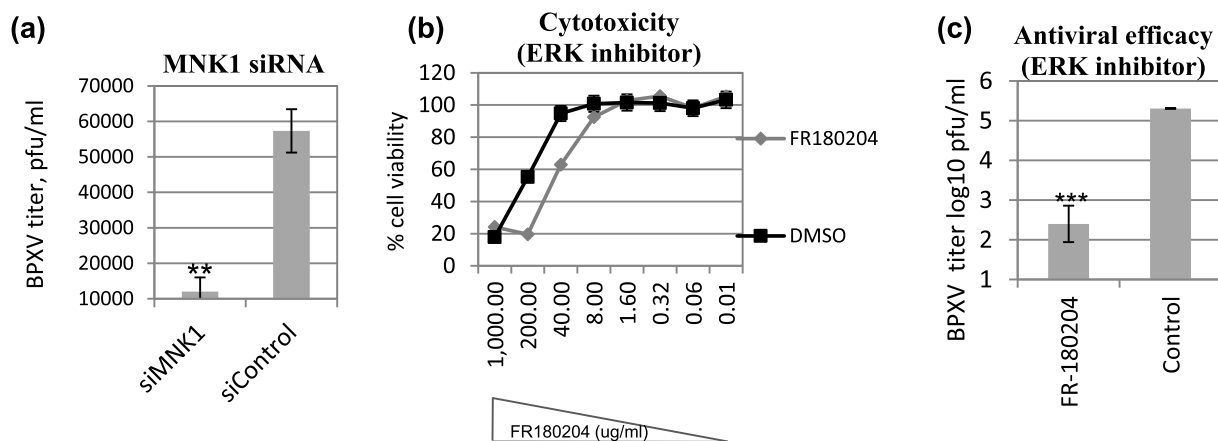 (a)
MNK1 siRNA
BPXV titer, pfu/ml
70000
60000
50000
40000
30000
20000
10000
**
siMNK1
siControl
(b)
Cytotoxicity
(ERK inhibitor)
% cell viability
120
100
80
60
40
20
0
1,000.00
200.00
40.00
8.00
1.60
0.32
0.06
0.01
FR180204
DMSO
FR180204 (ug/ml)
(c)
Antiviral efficacy
(ERK inhibitor)
BPXV titer log10 pfu/ml
6
5
4
3
2
1
***
FR-180204
Control